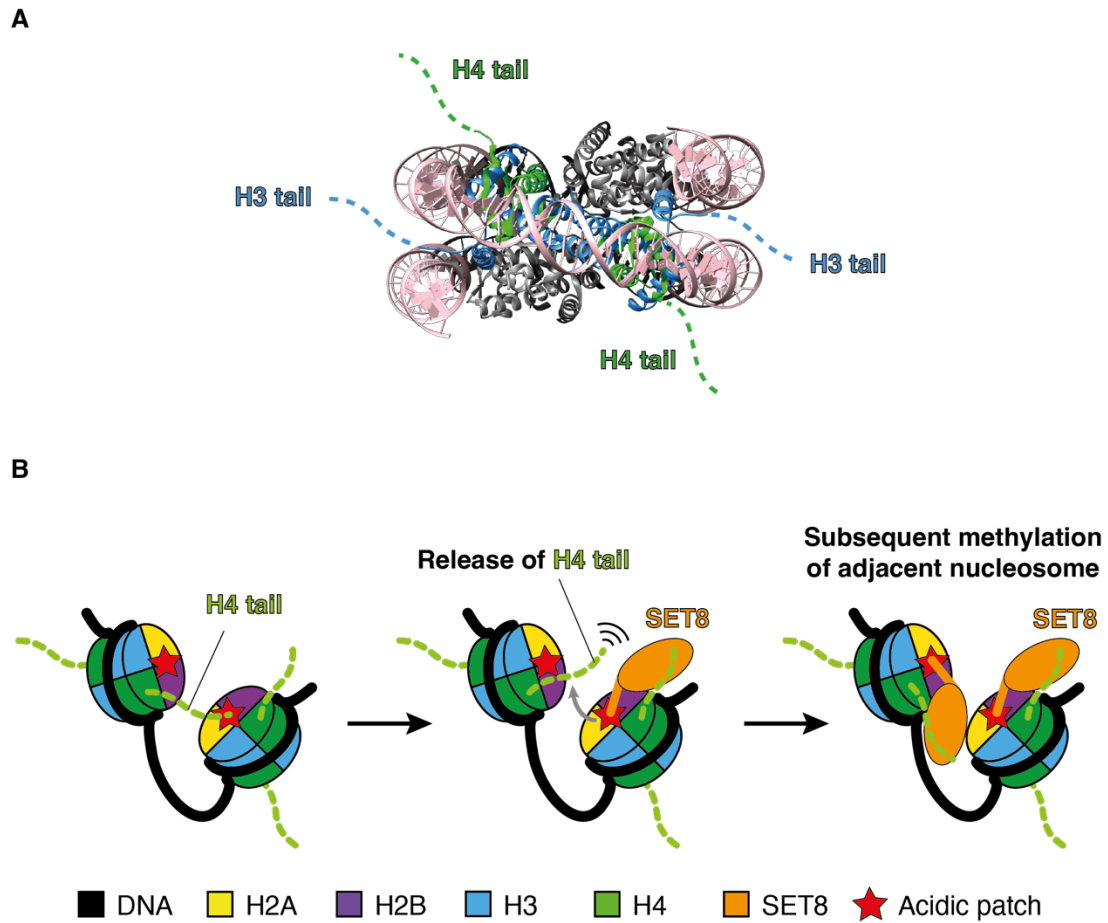 A
H4 tail
H3 tail
H3 tail
H4 tail
B
Release of H4 tail
Subsequent methylation
of adjacent nucleosome
H4 tail
SET8
SET8
DNA
H2A
H2B
H3
H4
SET8
Acidic patch